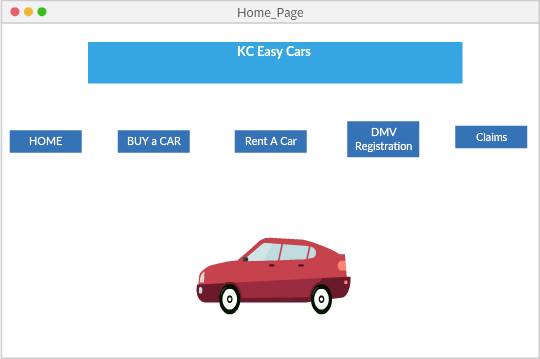 Home_Page
KC Easy Cars
HOME
BUY a CAR
Rent A Car
DMV
Registration
Claims